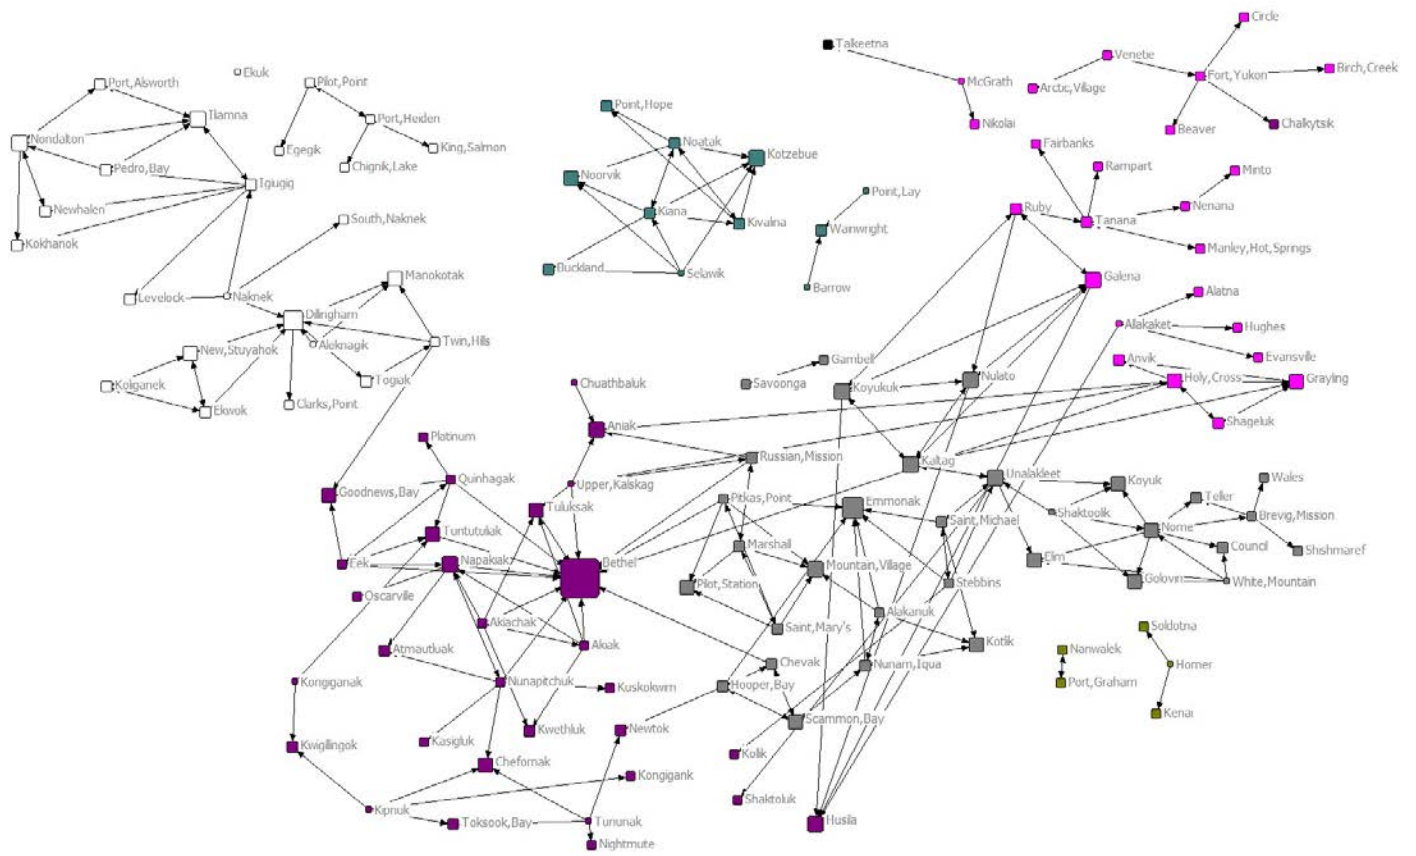 Circle
Talkeetna
Venetie
Birch,Creek
Fort,Yukon
Ekuk
Port,Alsworth
Pilot,Point
McGrath
Arctic,Village
Point,Hope
Iliamna
Port,Heiden
Nikolai
Beaver
Chalkytsik
Nondalton
Noatak
Fairbanks
Egegik
King,Salmon
Kotzebue
Pedro,Bay
Chignik,Lake
Rampart
Minto
Noorvik
Igiugig
Point,Lay
Newhalen
Kiana
Ruby
Nenana
South,Naknek
Kivalina
Wainwright
Tanana
Kokhanok
Manley,Hot,Springs
Buckland
Selawik
Manokotak
Galena
Barrow
Alatna
Levelock
Naknek
Dillingham
Allakaket
Hughes
Aleknagik
Twin,Hills
New,Stuyahok
Gambell
Anvik
Evansville
Togiak
Chuathbaluk
Savoonga
Koyukuk
Nulato
Holy,Cross
Grayling
Koliganek
Clarks,Point
Ekwok
Aniak
Shageluk
Platinum
Russian,Mission
Kaltag
Quinhagak
Upper,Kalskag
Unalakleet
Koyuk
Wales
Goodnews,Bay
Tuluksak
Pitkas,Point
Emmonak
Teller
Shaktoolik
Brevig,Mission
Tuntutuliak
Saint,Michael
Nome
Marshall
Council
Shishmaref
Eek
Napakiak
Bethel
Mountain,Village
Elim
Pilot,Station
Stebbins
Golovin
White,Mountain
Oscarville
Akiachak
Alakanuk
Saint,Mary's
Soldotna
Atmautluak
Akiak
Kotlik
Nanwalek
Chevak
Nunam,Iqua
Homer
Kongiganak
Nunapitchuk
Kuskokwim
Hooper,Bay
Port,Graham
Kenai
Scammon,Bay
Kasigluk
Kwethluk
Newtok
Kwigillingok
Kollik
Chefornak
Kongigank
Shaktoluk
Kipnuk
Toksook,Bay
Tununak
Husila
Nightmute